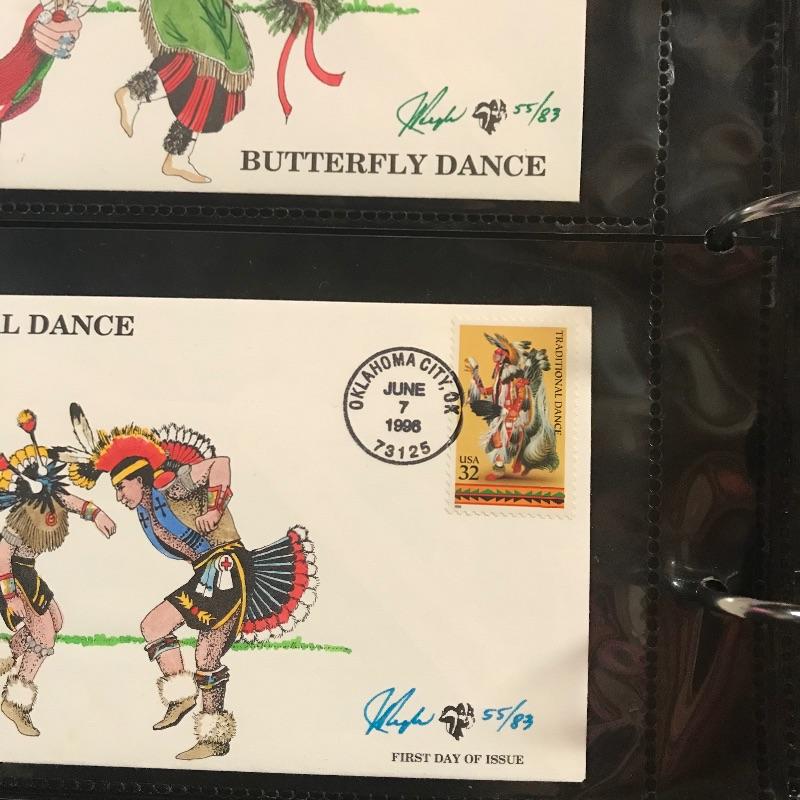 55/83
BUTTERFLY DANCE
L DANCE
OKLAHOMA CITY, OK
JUNE
7
1996
73125
TRADITIONAL DANCE
USA
32
55/83
FIRST DAY OF ISSUE